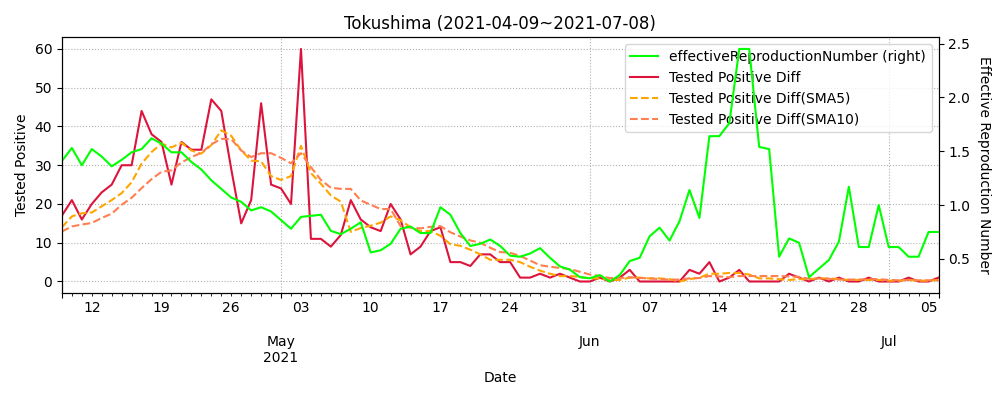 Tokushima (2021-04-09~2021-07-08)
60
50
40
30
20
10
0
Tested Positive
2.5
2.0
1.5
1.0
0.5
Effective Reproduction Number
effectiveReproductionNumber (right)
Tested Positive Diff
Tested Positive Diff(SMA5)
Tested Positive Diff(SMA10)
12 19 26 03 10 17 24 31 07 14 21 28 05
May Jun Jul
2021
Date